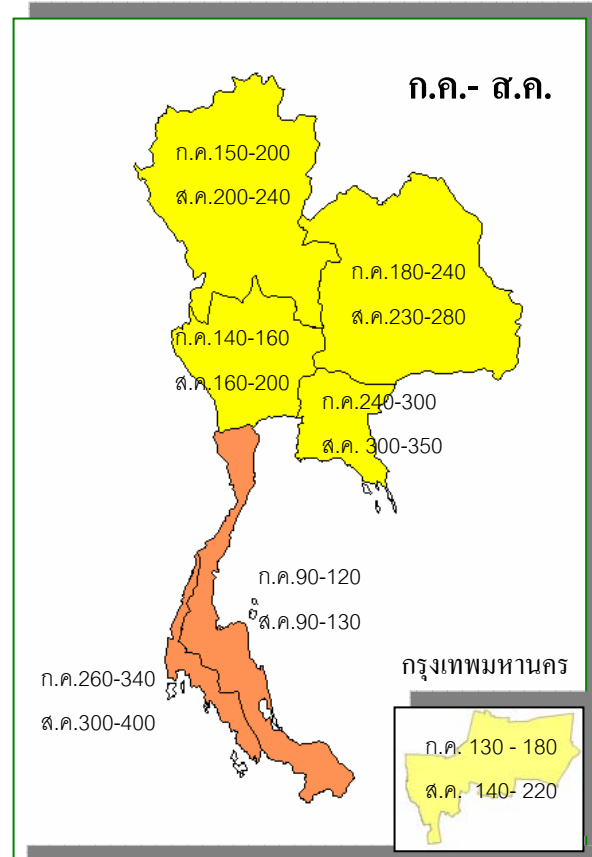 ก.ค.- ส.ค.
ก.ค.150-200
ส.ค.200-240
ก.ค.180-240
ส.ค.230-280
ก.ค.140-160
ส.ค.160-200
ก.ค.240-300
ส.ค. 300-350
ก.ค.90-120
ส.ค.90-130
ก.ค.260-340
ส.ค.300-400
กรุงเทพมหานคร
ก.ค. 130 - 180
ส.ค. 140- 220